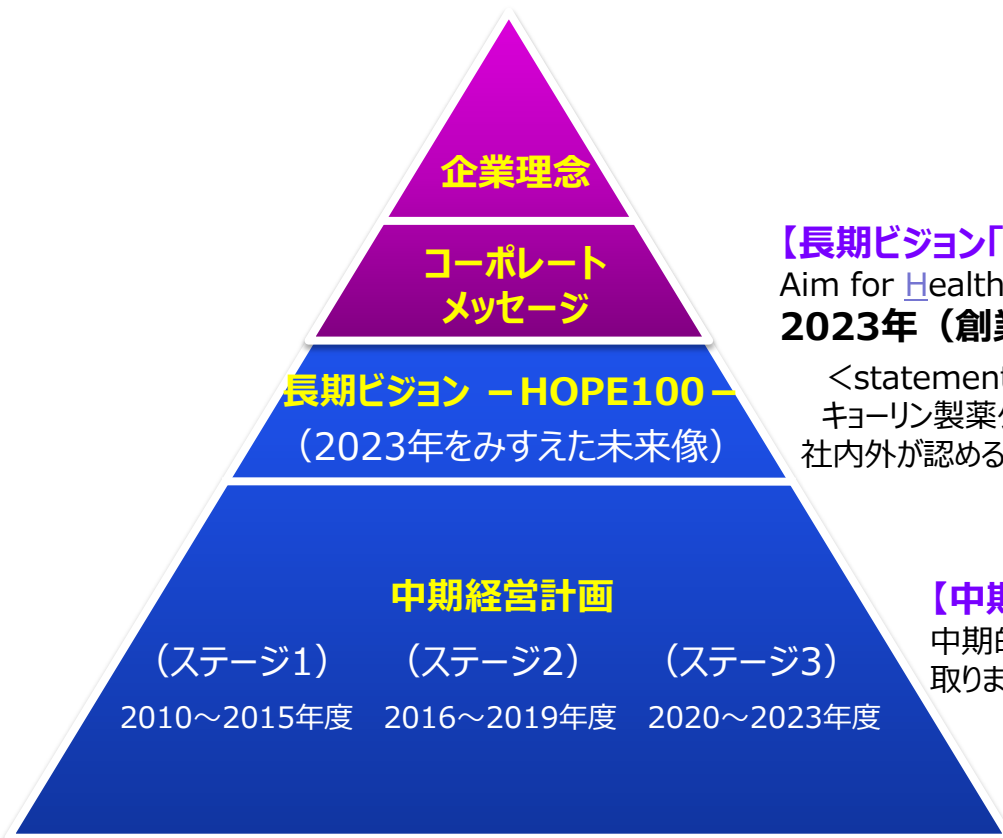 企業理念
コーポレート
メッセージ
長期ビジョン －HOPE100－
（2023年をみすえた未来像）
中期経営計画
（ステージ1） （ステージ2） （ステージ3）
2010～2015年度 2016～2019年度 2020～2023年度
【長期ビジョン「
Aim for Health
2023年（創業
＜statement
キョーリン製薬
社内外が認める
【中期
中期的
取りま